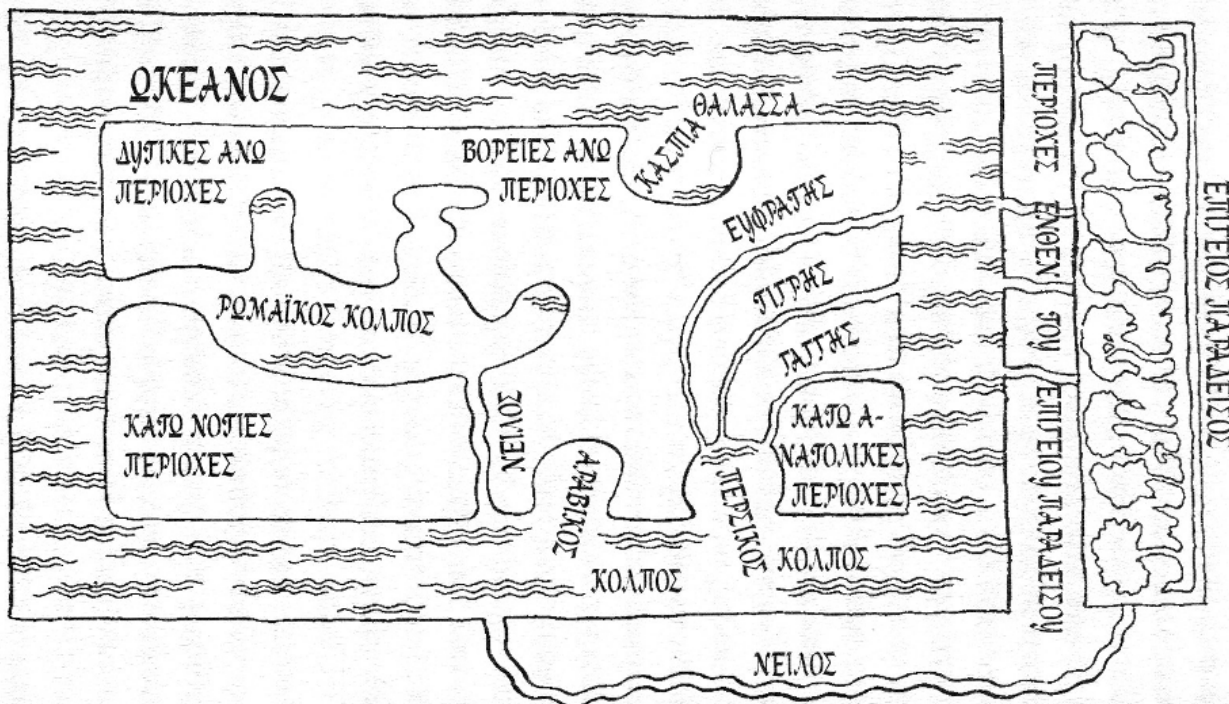 ΩΚΕΑΝΟΣ
ΔΥΤΙΚΕΣ ΑΝΩ
ΠΕΡΙΟΧΕΣ
ΒΟΡΕΙΕΣ ΑΝΩ
ΠΕΡΙΟΧΕΣ
ΚΑΣΠΙΑ
ΘΑΛΑΣΣΑ
ΕΥΦΡΑΤΗΣ
ΤΙΓΡΗΣ
ΓΑΓΓΗΣ
ΡΩΜΑΪΚΟΣ ΚΟΛΠΟΣ
ΚΑΤΩ ΝΟΤΙΕΣ
ΠΕΡΙΟΧΕΣ
ΝΕΙΛΟΣ
ΑΡΑΒΙΚΟΣ
ΚΟΛΠΟΣ
ΠΕΡΣΙΚΟΣ
ΚΟΛΠΟΣ
ΚΑΤΩ Α-
ΝΑΤΟΛΙΚΕΣ
ΠΕΡΙΟΧΕΣ
ΠΕΡΙΟΧΕΣ ΕΝΘΕΝ ΤΟΥ ΕΠΙΓΕΙΟΥ ΠΑΡΑΔΕΙΣΟΥ
ΕΠΙΓΕΙΟΣ ΠΑΡΑΔΕΙΣΟΣ
ΝΕΙΛΟΣ